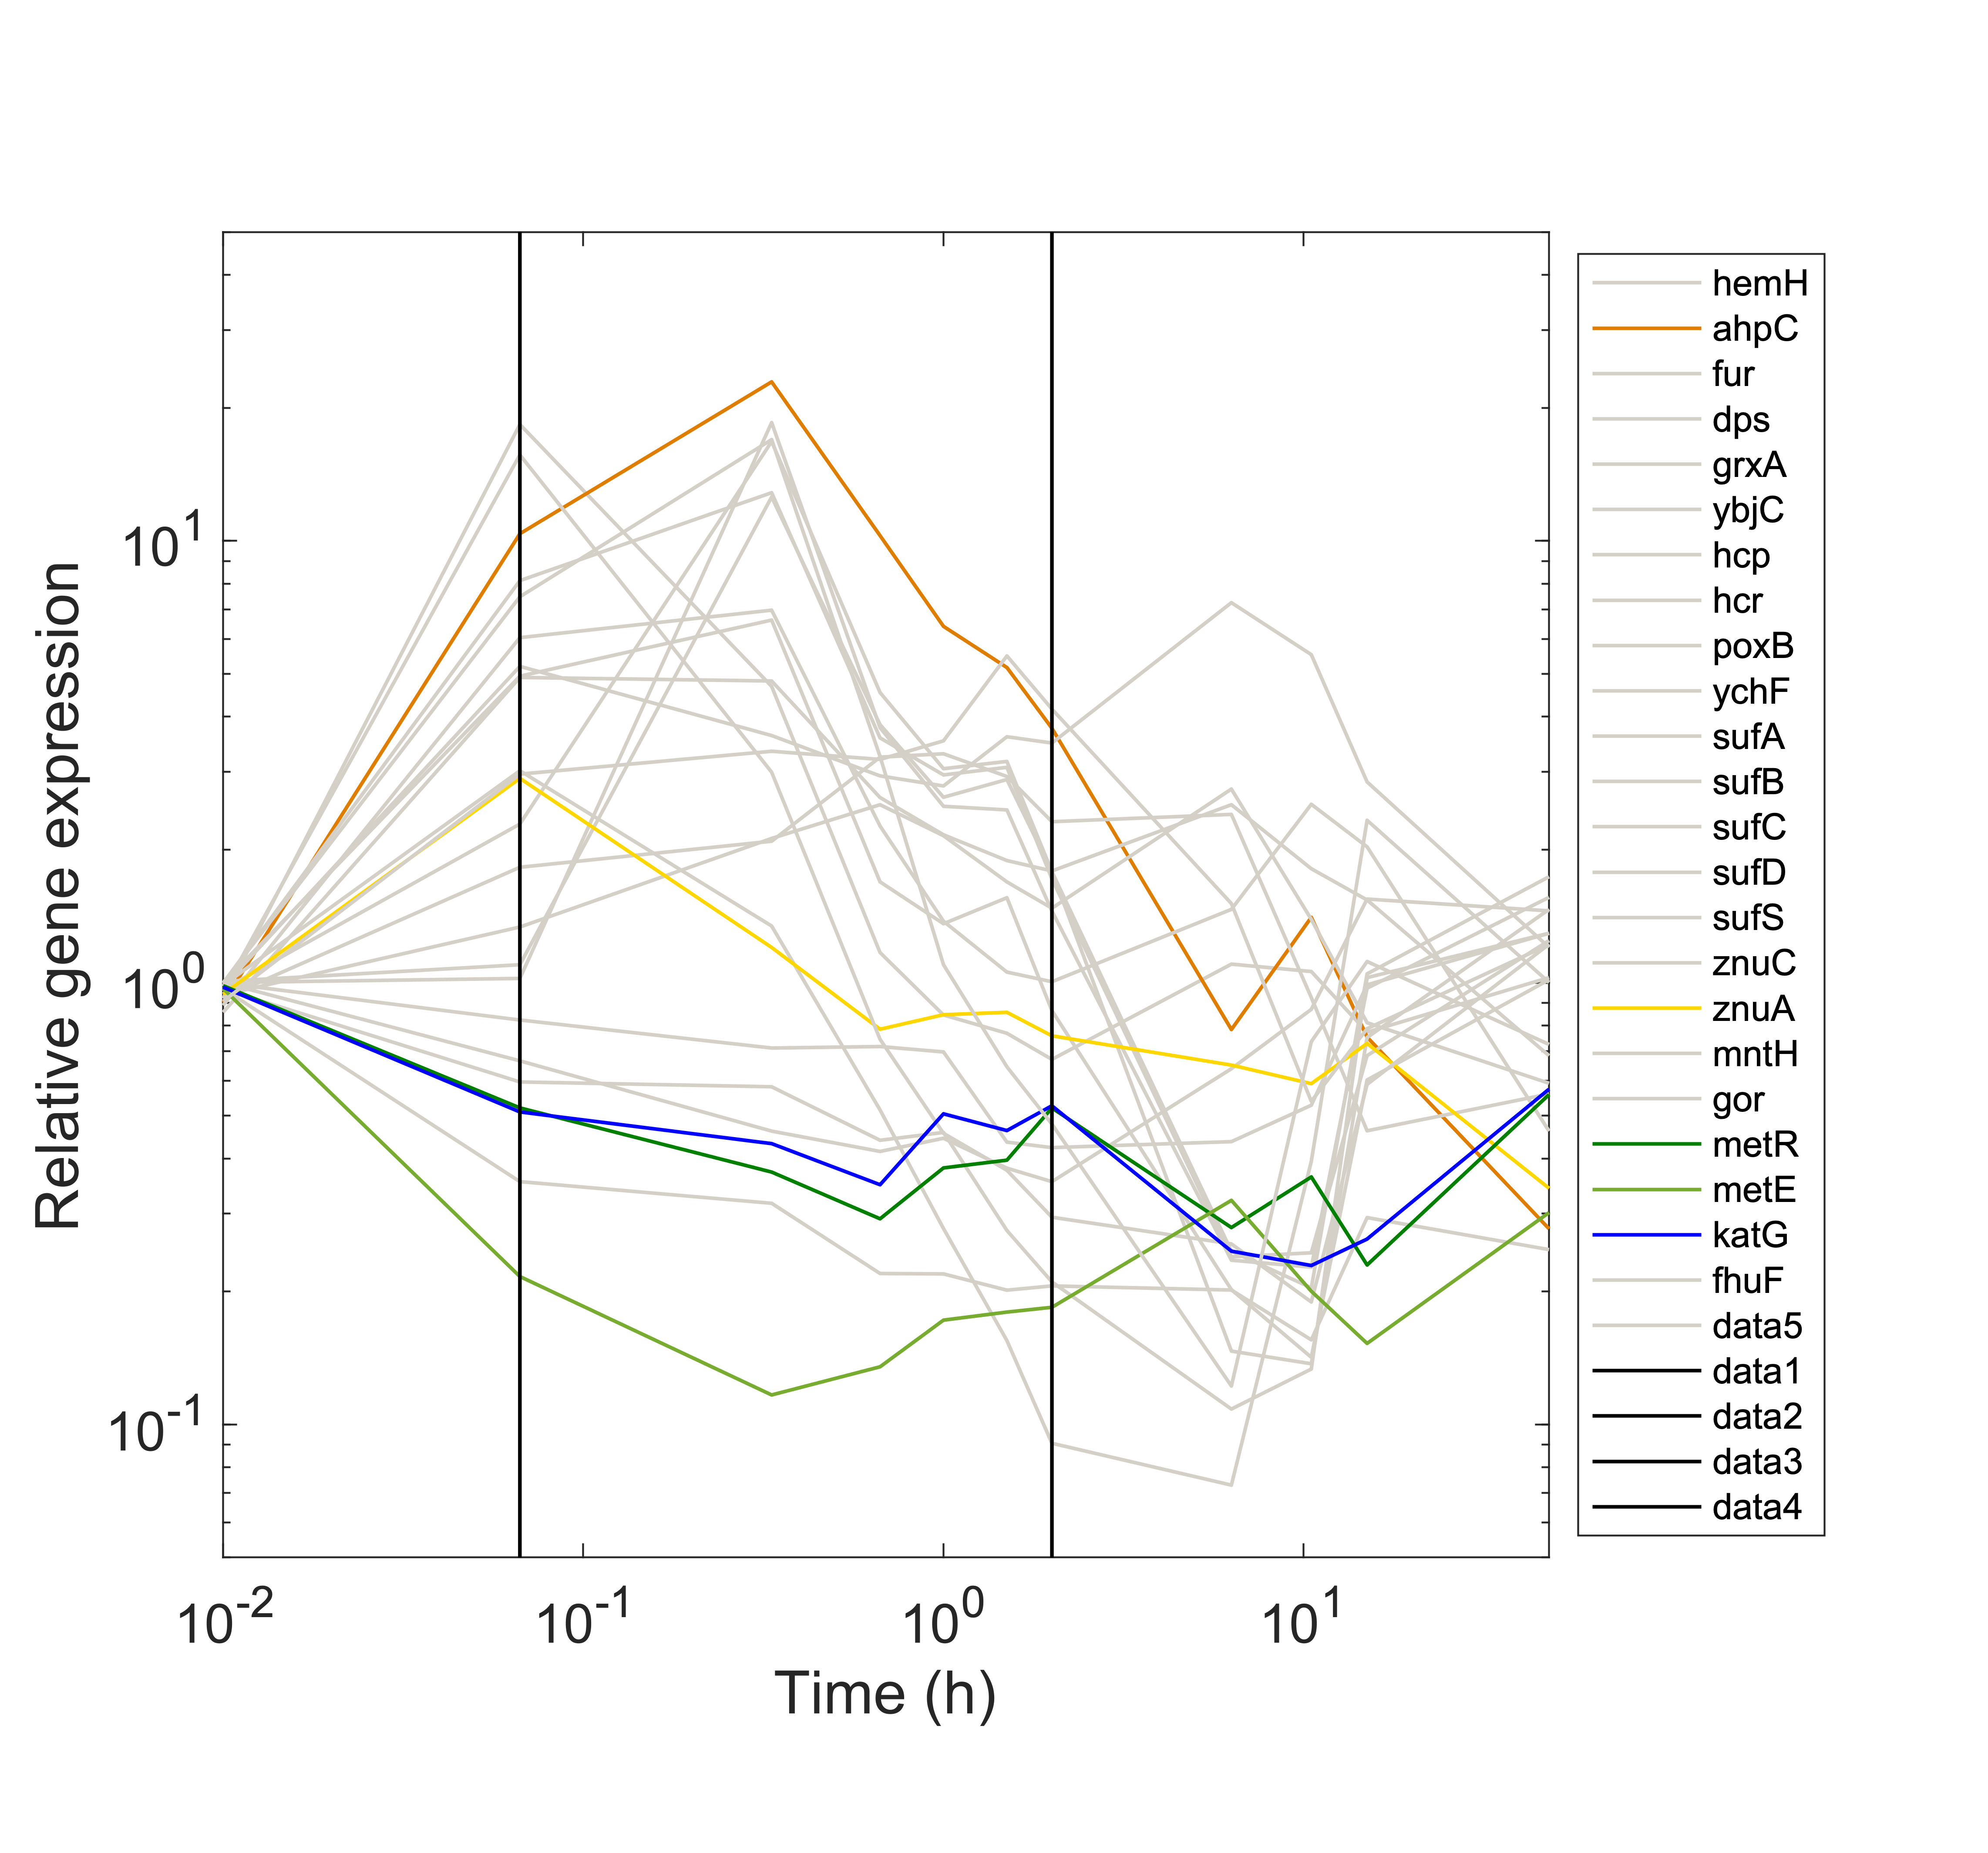 Relative gene expression
10^1
10^0
10^-1
10^-2
10^-1
10^0
10^1
Time (h)
hemH
ahpC
fur
dps
grxA
ybjC
hcp
hcr
poxB
ychF
sufA
sufB
sufC
sufD
sufS
znuC
znuA
mntH
gor
metR
metE
katG
fhuF
data5
data1
data2
data3
data4